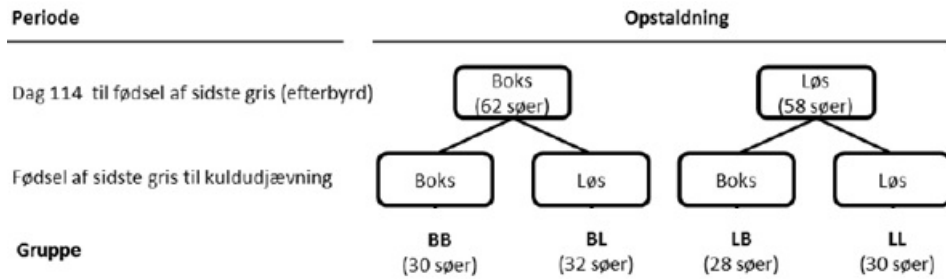 Periode Opstaldning
Dag 114 til fødsel af sidste gris (efterbyrd) Boks Løs
(62 søer) (58 søer)
Fødsel af sidste gris til kuldudjævning Boks Løs Boks Løs
Gruppe BB BL LB LL
(30 søer) (32 søer) (28 søer) (30 søer)